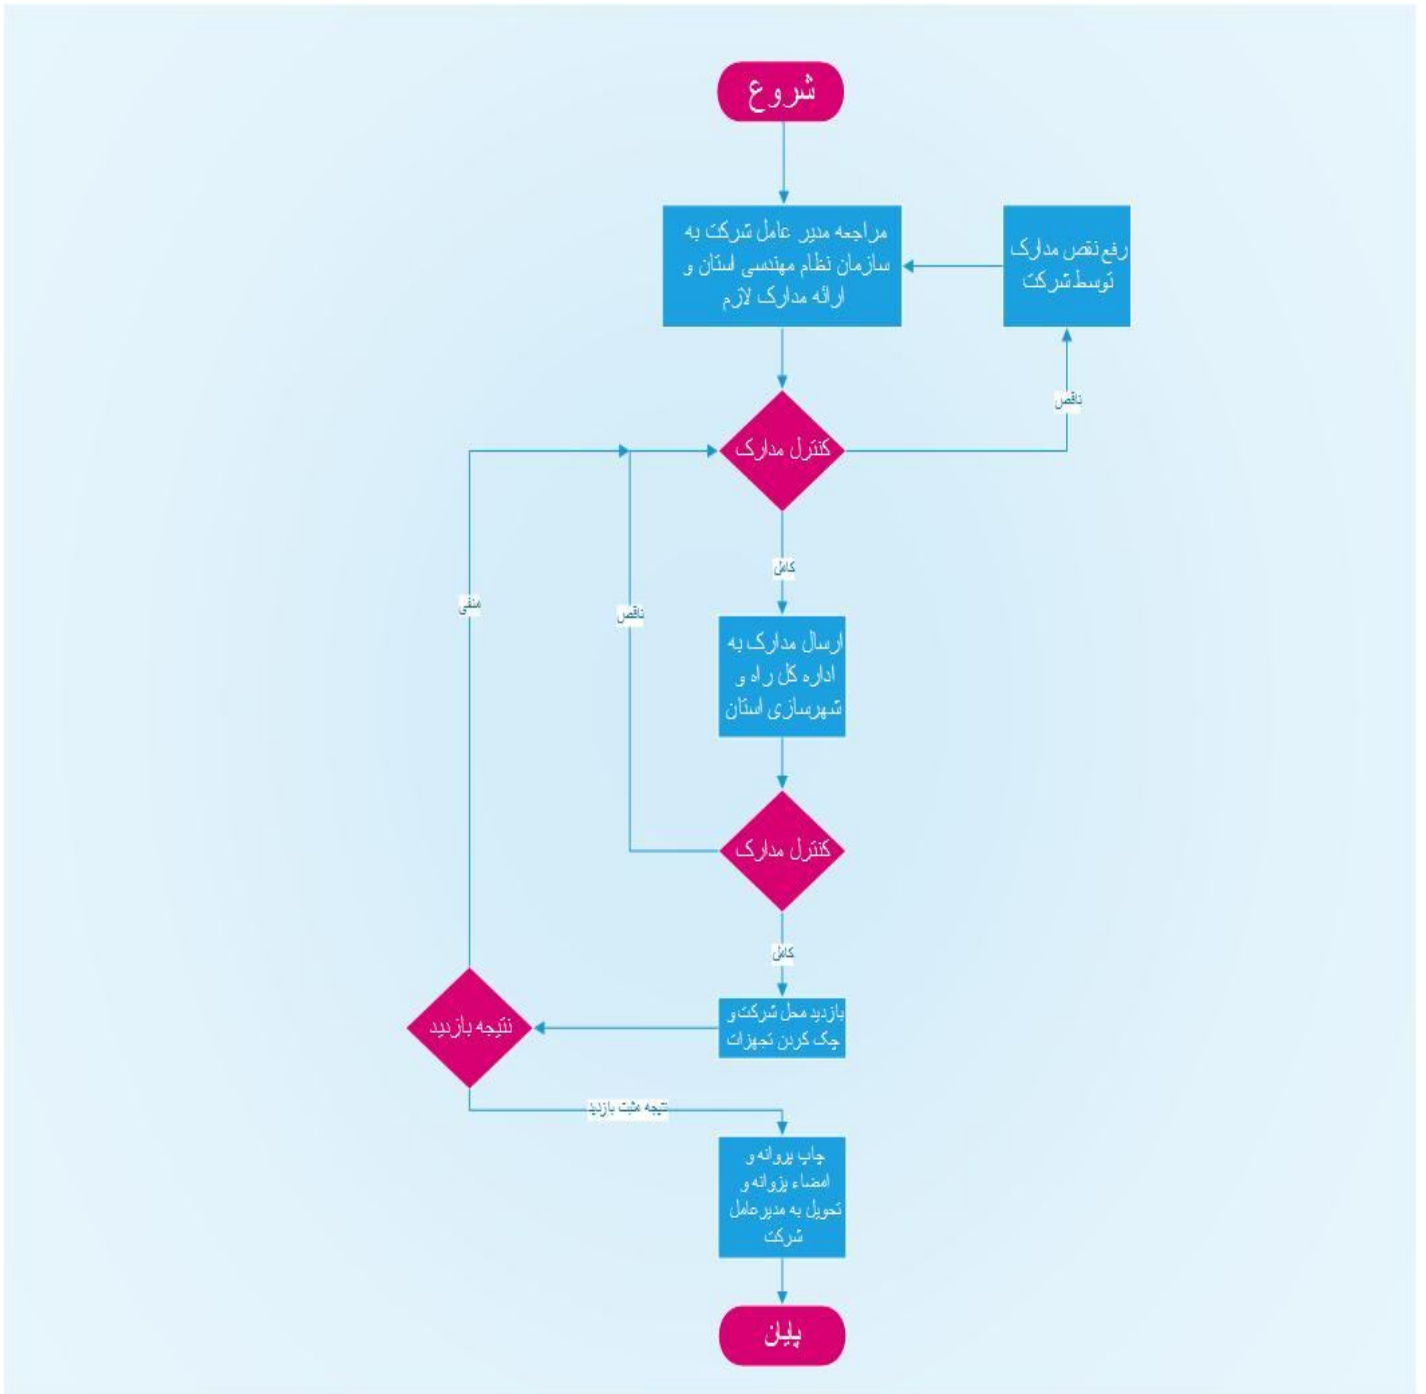 شروع
مراجعه مدیر عامل شرکت به
سازمان نظام مهندسی استان و
ارائه مدارک لازم
رفع نقص مدارک
توسط شرکت
ناقص
کنترل مدارک
کامل
منفی
ناقص
ارسال مدارک به
اداره کل راه و
شهرسازی استان
کنترل مدارک
کامل
بازدید محل شرکت و
چک کردن تجهزات
نتیجه بازدید
نتیجه مثبت بازدید
چاپ پروانه و
امضاء پزوانه و
تحویل به مدیرعامل
شرکت
پایان